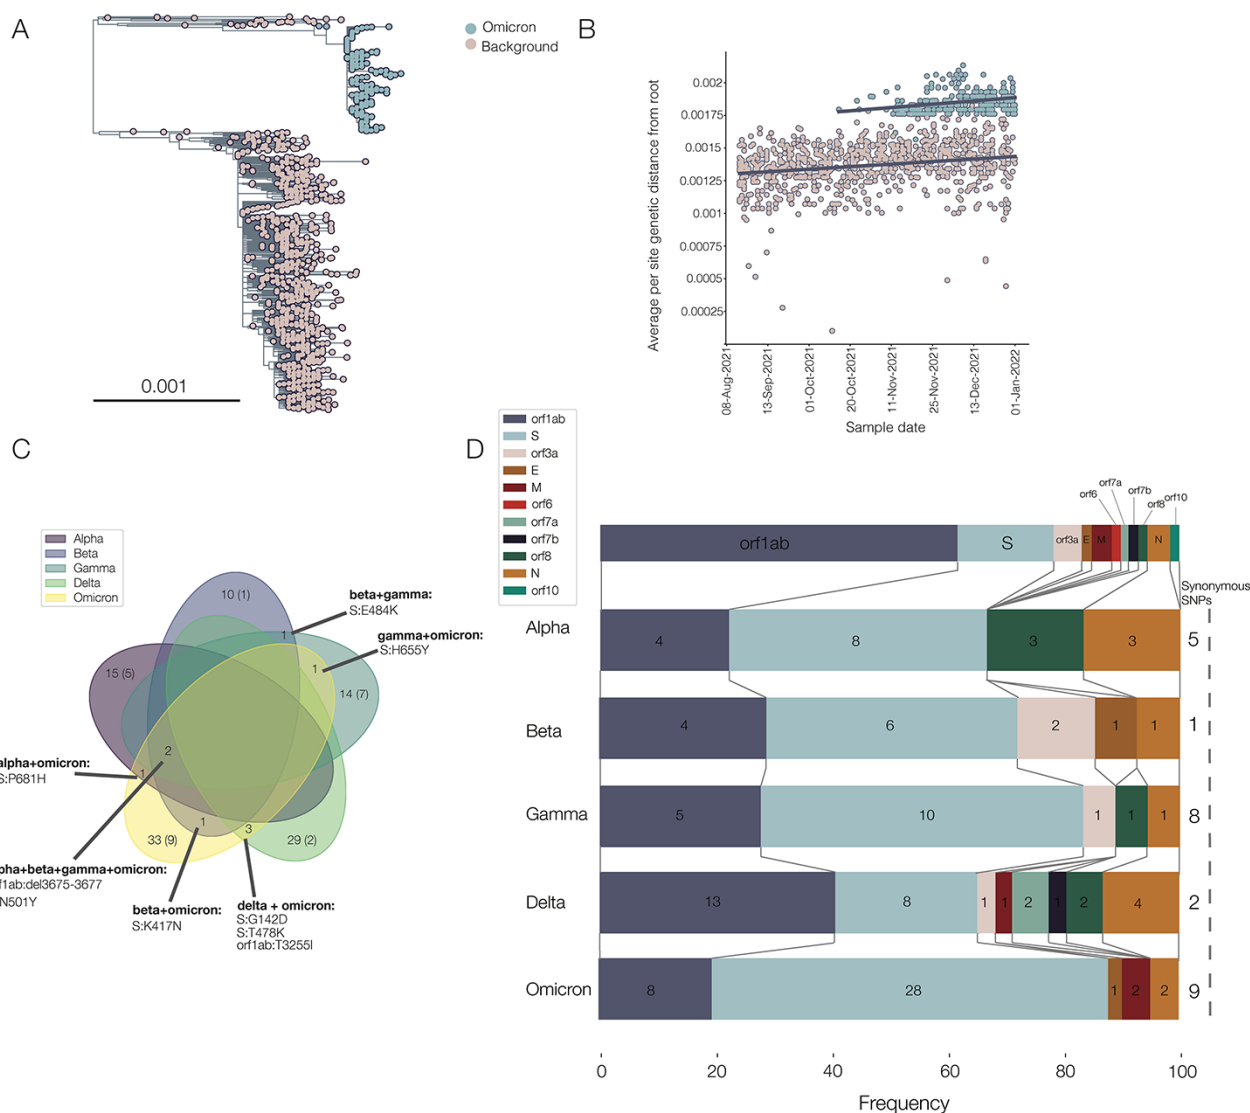 A
Omicron
Background
0.001
B
Average per site genetic distance from root
0.002
0.00175
0.0015
0.00125
0.001
0.00075
0.0005
0.00025
08-Aug-2021
13-Sep-2021
01-Oct-2021
20-Oct-2021
11-Nov-2021
25-Nov-2021
13-Dec-2021
01-Jan-2022
Sample date
C
Alpha
Beta
Gamma
Delta
Omicron
10 (1)
beta+gamma:
S:E484K
1
gamma+omicron:
S:H655Y
1
15 (5)
14 (7)
2
alpha+omicron:
S:P681H
1
1
3
33 (9)
29 (2)
pha+beta+gamma+omicron:
f1ab:del3675-3677
N501Y
beta+omicron:
S:K417N
delta + omicron:
S:G142D
S:T478K
orf1ab:T3255I
D
orf1ab
S
orf3a
E
M
orf6
orf7a
orf7b
orf8
N
orf10
orf7a
orf6
orf7b
orf8
orf10
orf1ab
S
orf3a
E
M
N
Synonymous
SNPs
Alpha
4
8
3
3
5
Beta
4
6
2
1
1
1
Gamma
5
10
1
1
1
8
Delta
13
8
1
1
2
1
2
4
2
Omicron
8
28
1
2
2
9
0
20
40
60
80
100
Frequency